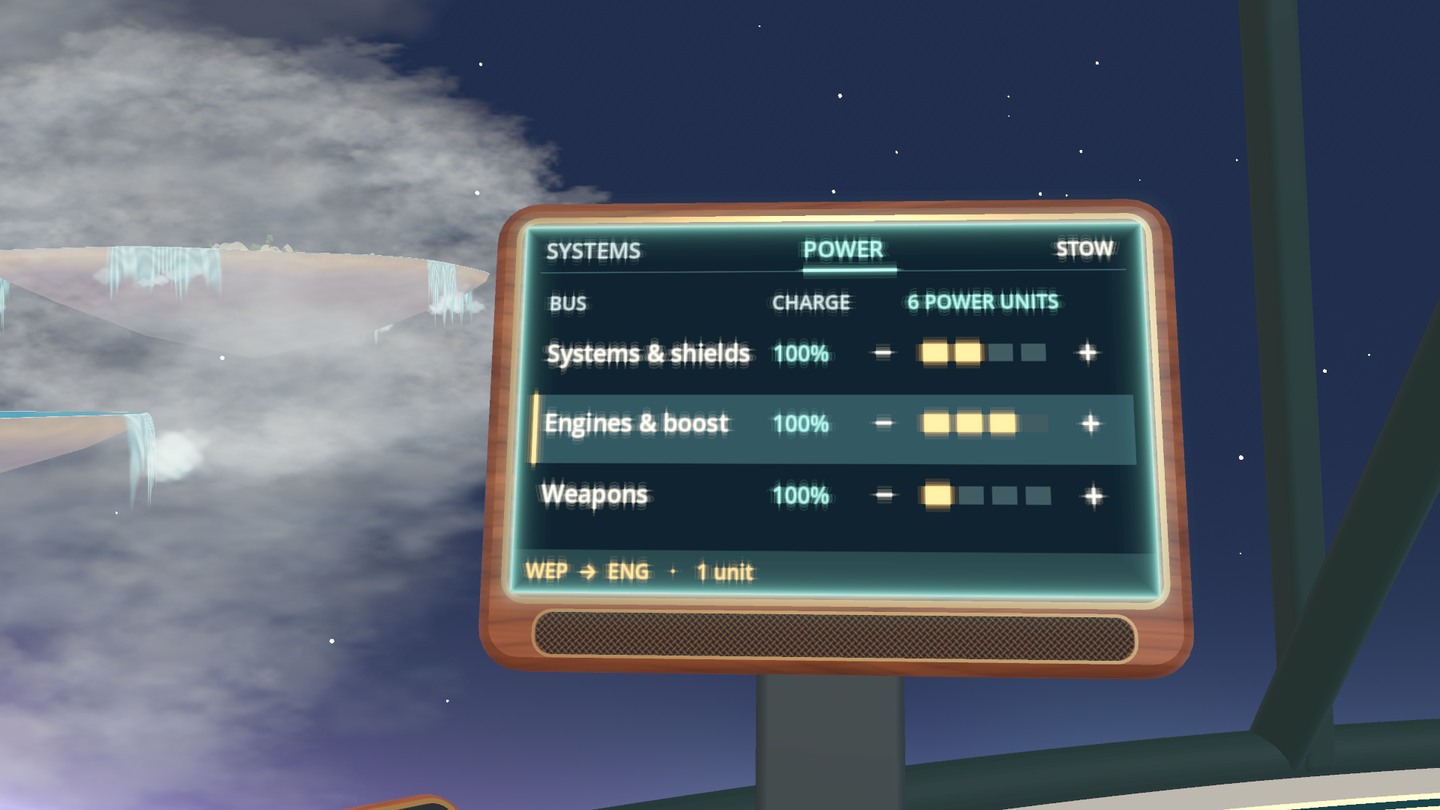 SYSTEMS POWER STOW
BUS CHARGE 6 POWER UNITS
Systems & shields 100% − +
Engines & boost 100% − +
Weapons 100% − +
WEP → ENG · 1 unit